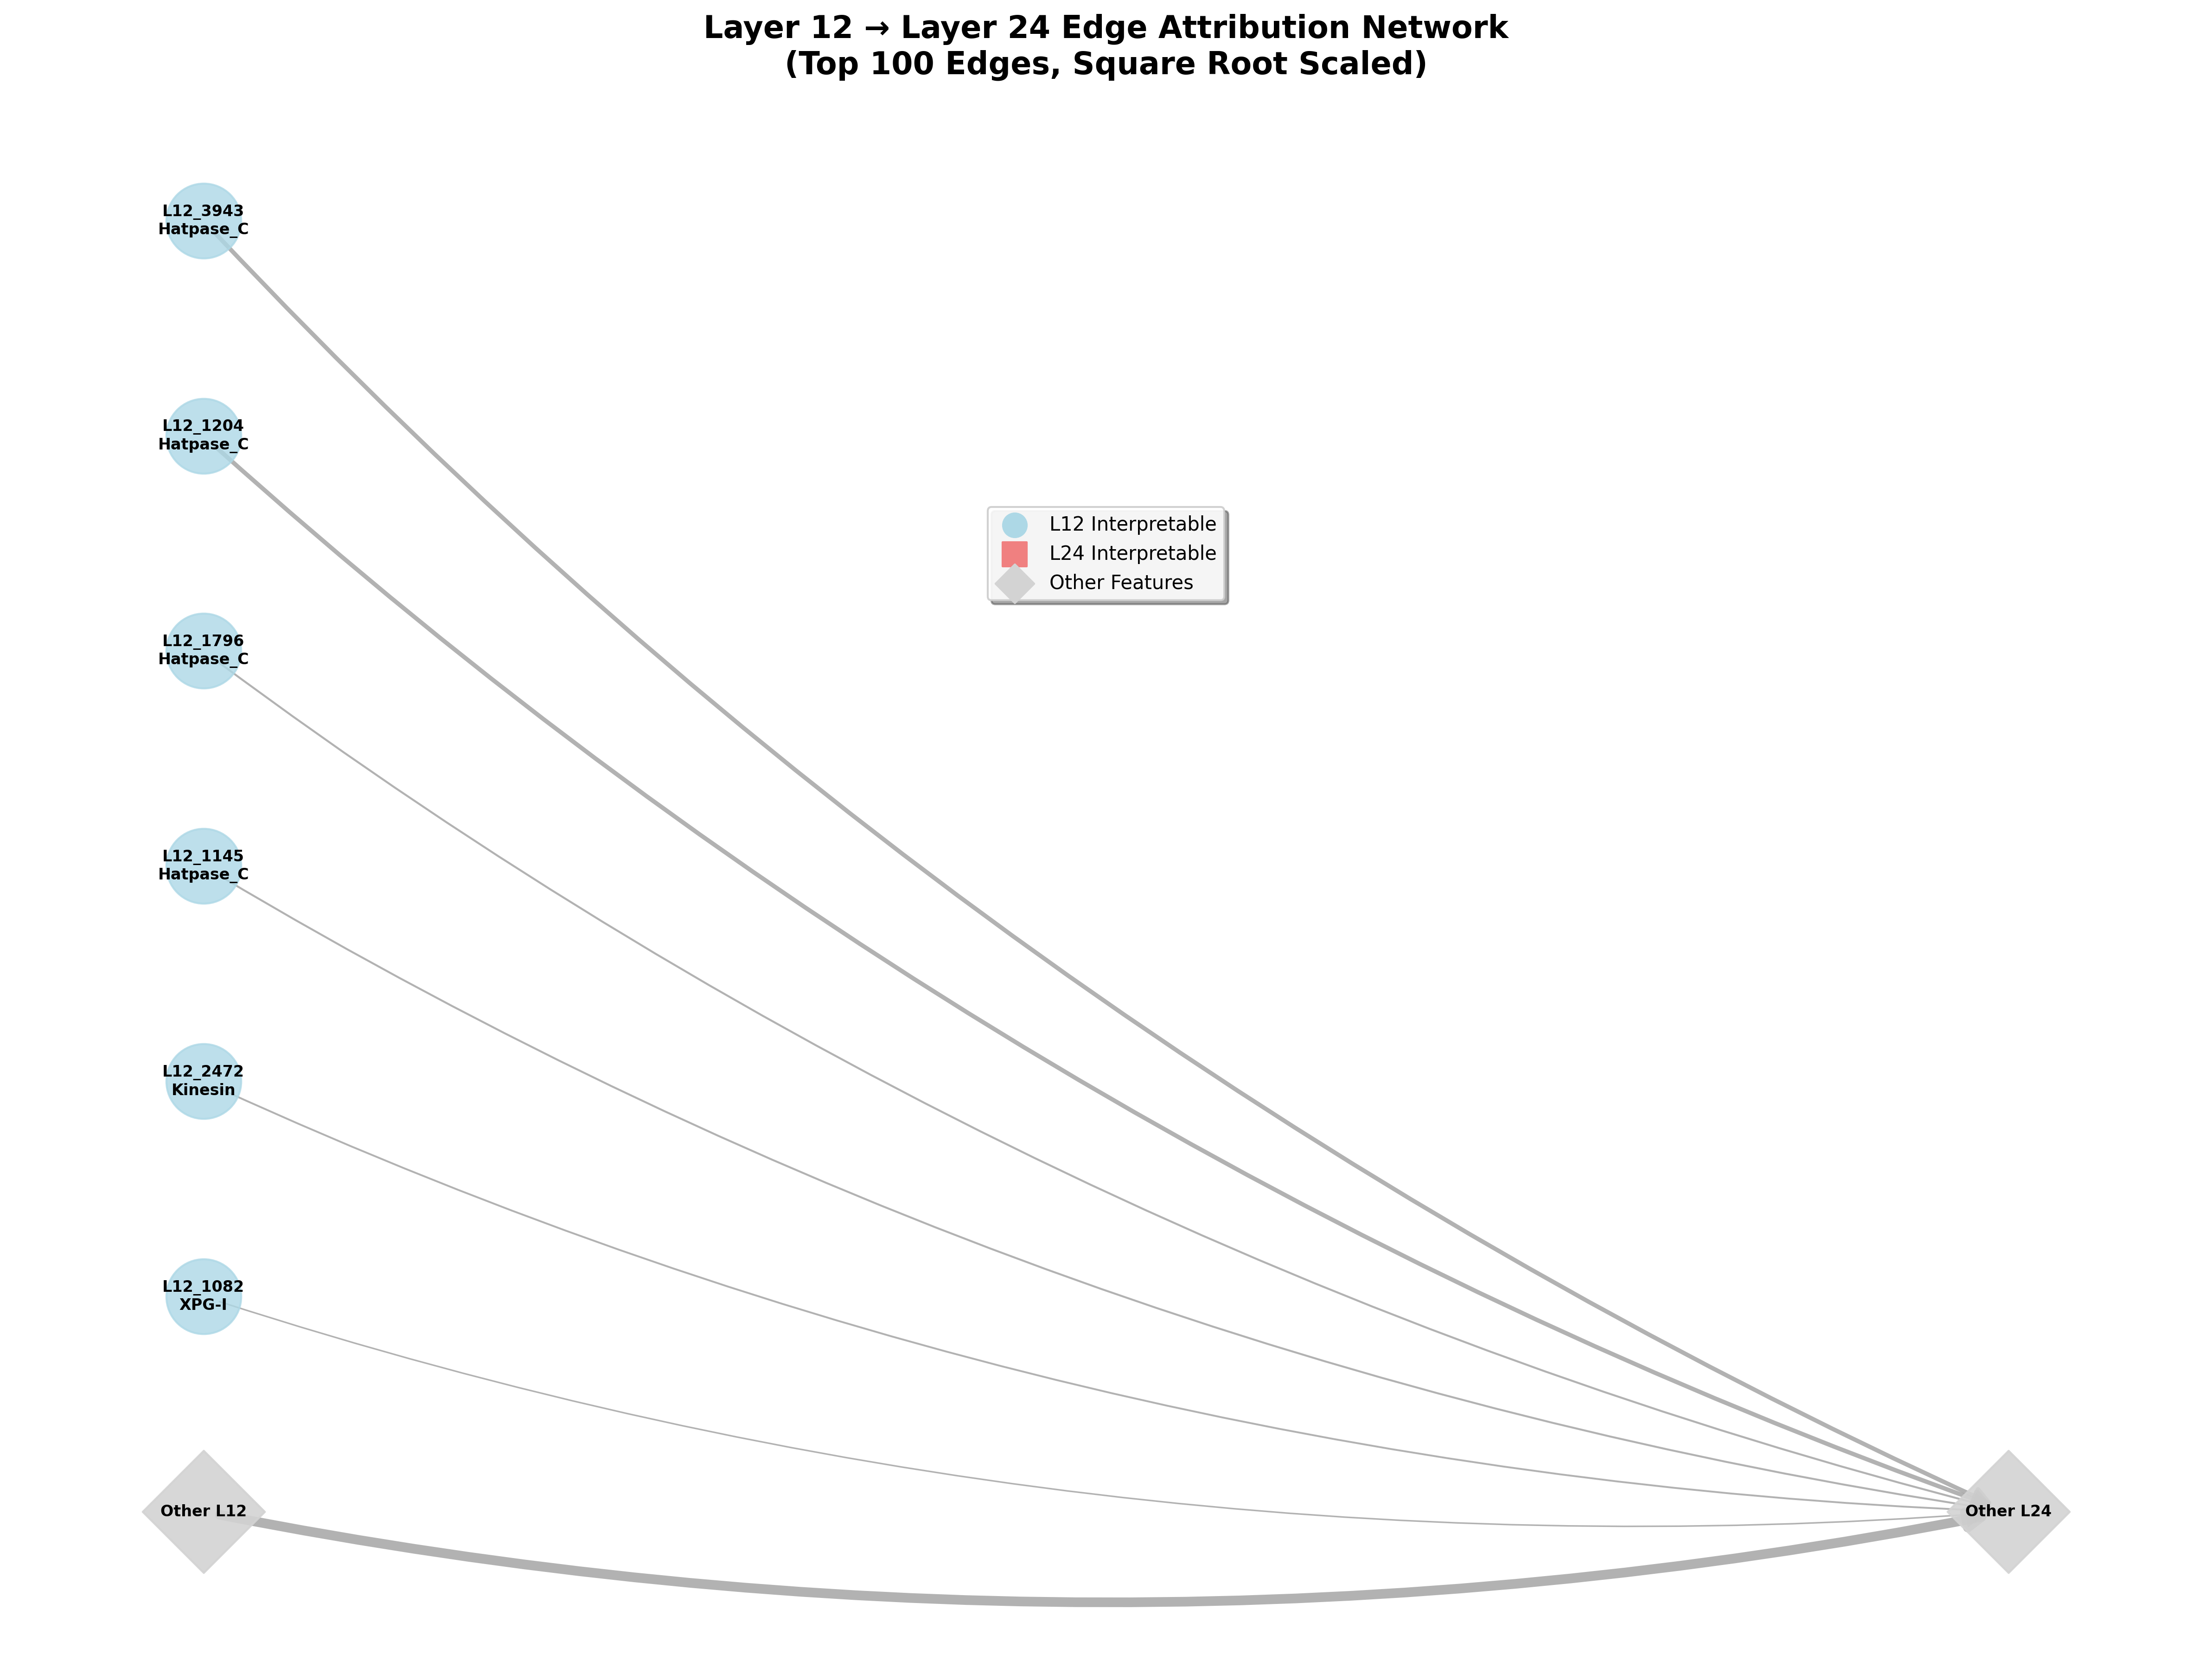 Layer 12 → Layer 24 Edge Attribution Network
(Top 100 Edges, Square Root Scaled)
L12_3943
Hatpase_C
L12_1204
Hatpase_C
L12 Interpretable
L24 Interpretable
Other Features
L12_1796
Hatpase_C
L12_1145
Hatpase_C
L12_2472
Kinesin
L12_1082
XPG-I
Other L12
Other L24